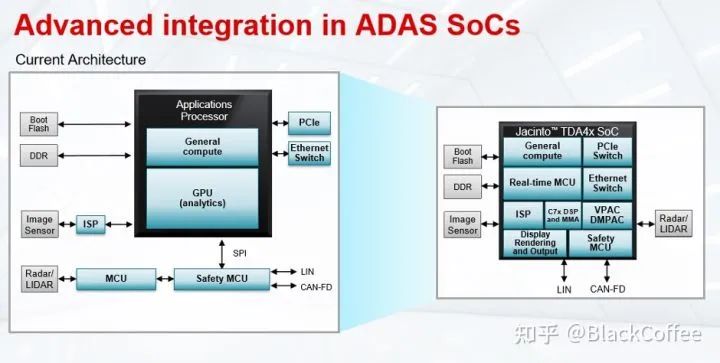 Advanced integration in ADAS SoCs
Current Architecture
Applications
Processor
General
compute
GPU
(analytics)
Boot
Flash
DDR
Image
Sensor
ISP
PCIe
Ethernet
Switch
SPI
Radar/
LIDAR
MCU
Safety MCU
LIN
CAN-FD
Jacinto™ TDA4x SoC
Boot
Flash
DDR
Image
Sensor
General
compute
PCIe
Switch
Real-time MCU
Ethernet
Switch
ISP
C7x DSP
and MMA
VPAC
DMPAC
Display
Rendering
and Output
Safety
MCU
Radar/
LIDAR
LIN
CAN-FD
知乎 @BlackCoffee